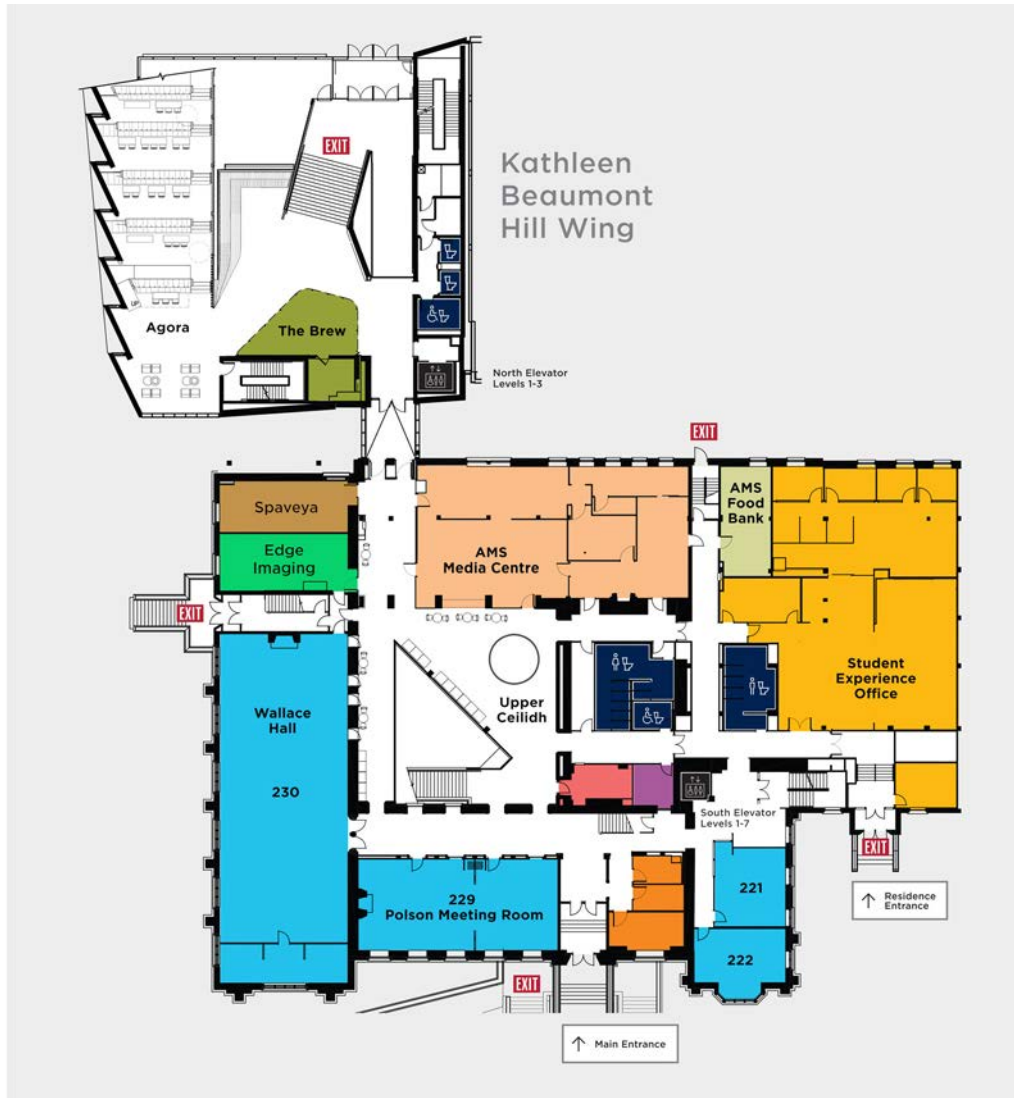 EXIT
Kathleen
Beaumont
Hill Wing
UP
Agora
The Brew
North Elevator
Levels 1-3
EXIT
Spaveya
Edge
Imaging
AMS
Media Centre
AMS
Food
Bank
EXIT
Student
Experience
Office
Upper
Ceilidh
Wallace
Hall
230
South Elevator
Levels 1-7
EXIT
229
Polson Meeting Room
221
222
Residence
Entrance
EXIT
Main Entrance